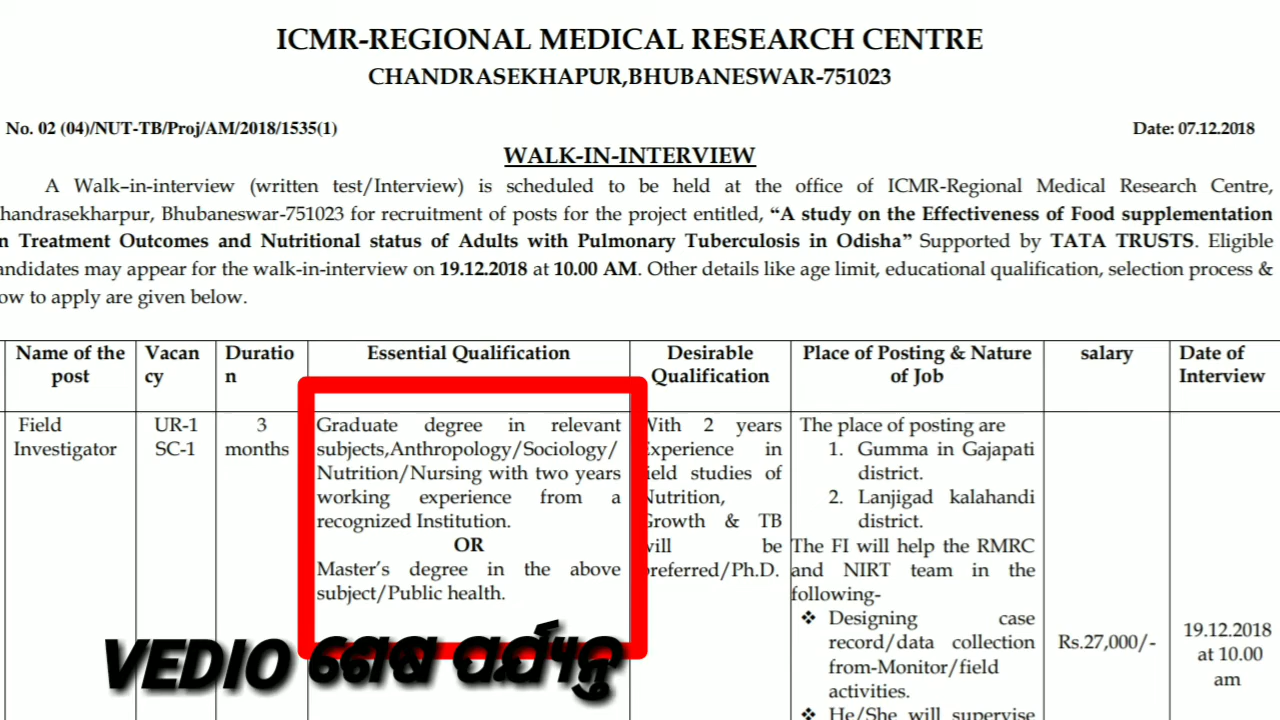 ICMR-REGIONAL MEDICAL RESEARCH CENTRE
CHANDRASEKHAPUR,BHUBANESWAR-751023
No. 02 (04)/NUT-TB/Proj/AM/2018/1535(1)
Date: 07.12.2018
WALK-IN-INTERVIEW
A Walk–in-interview (written test/Interview) is scheduled to be held at the office of ICMR-Regional Medical Research Centre,
handrasekharpur, Bhubaneswar-751023 for recruitment of posts for the project entitled, “A study on the Effectiveness of Food supplementation
n Treatment Outcomes and Nutritional status of Adults with Pulmonary Tuberculosis in Odisha” Supported by TATA TRUSTS. Eligible
andidates may appear for the walk-in-interview on 19.12.2018 at 10.00 AM. Other details like age limit, educational qualification, selection process &
ow to apply are given below.
Name of the
post
Vacan
cy
Duratio
n
Essential Qualification
Desirable
Qualification
Place of Posting & Nature
of Job
salary
Date of
Interview
Field
Investigator
UR-1
SC-1
3
months
Graduate degree in relevant
subjects,Anthropology/Sociology/
Nutrition/Nursing with two years
working experience from a
recognized Institution.
OR
Master’s degree in the above
subject/Public health.
With 2 years
Experience in
field studies of
Nutrition,
Growth & TB
will be
preferred/Ph.D.
The place of posting are
1. Gumma in Gajapati
district.
2. Lanjigad kalahandi
district.
The FI will help the RMRC
and NIRT team in the
following-
❖ Designing case
record/data collection
from-Monitor/field
activities.
❖ He/She will supervise
Rs.27,000/-
19.12.2018
at 10.00
am
VEDIO ଶେଷ ପର୍ଯ୍ୟନ୍ତ